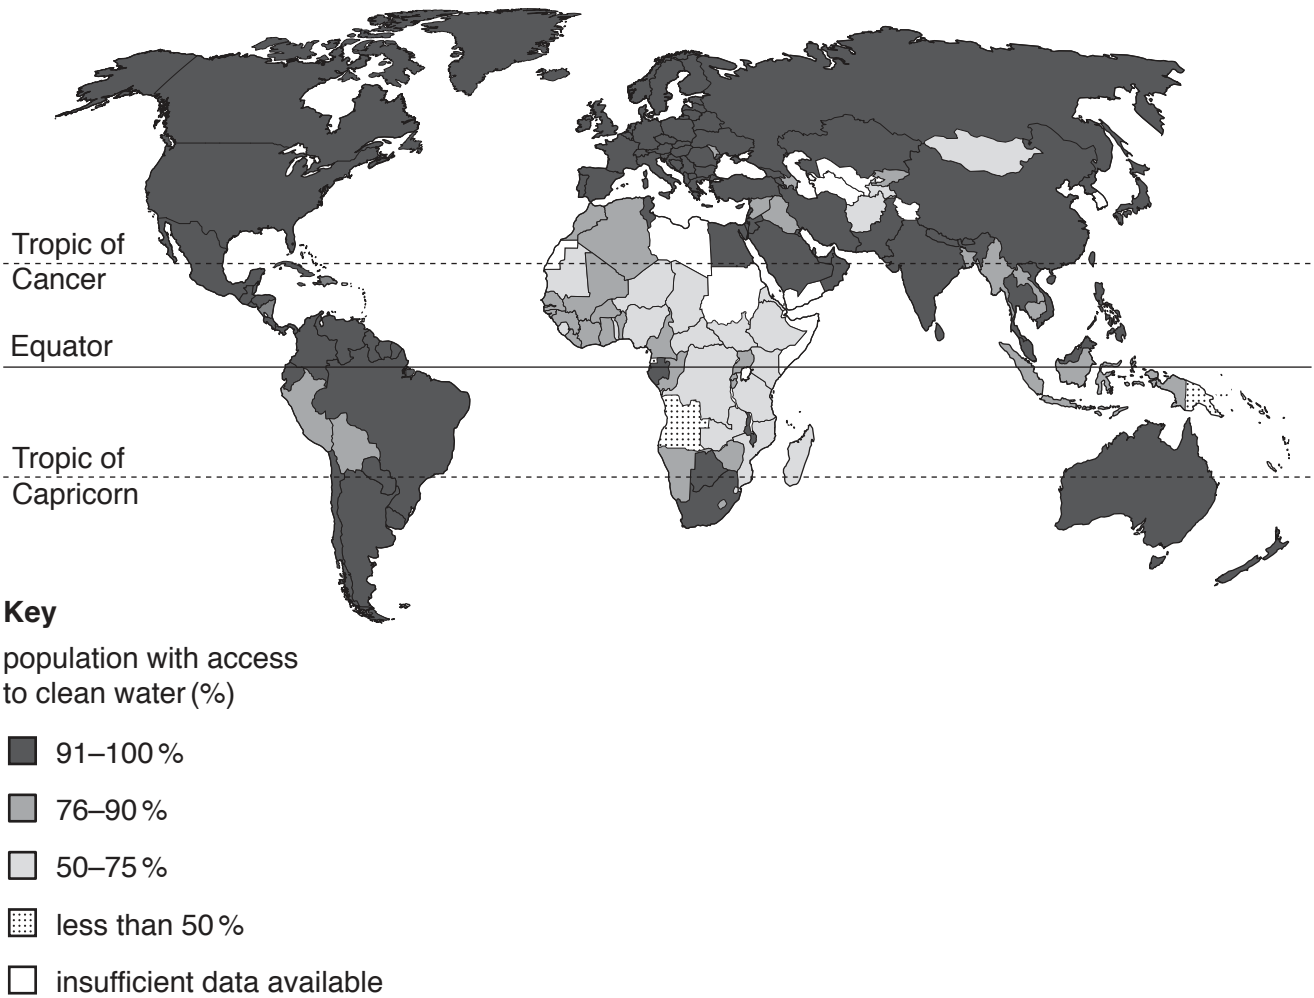 Tropic of
Cancer
Equator
Tropic of
Capricorn
Key
population with access
to clean water (%)
91–100 %
76–90 %
50–75 %
less than 50 %
insufficient data available